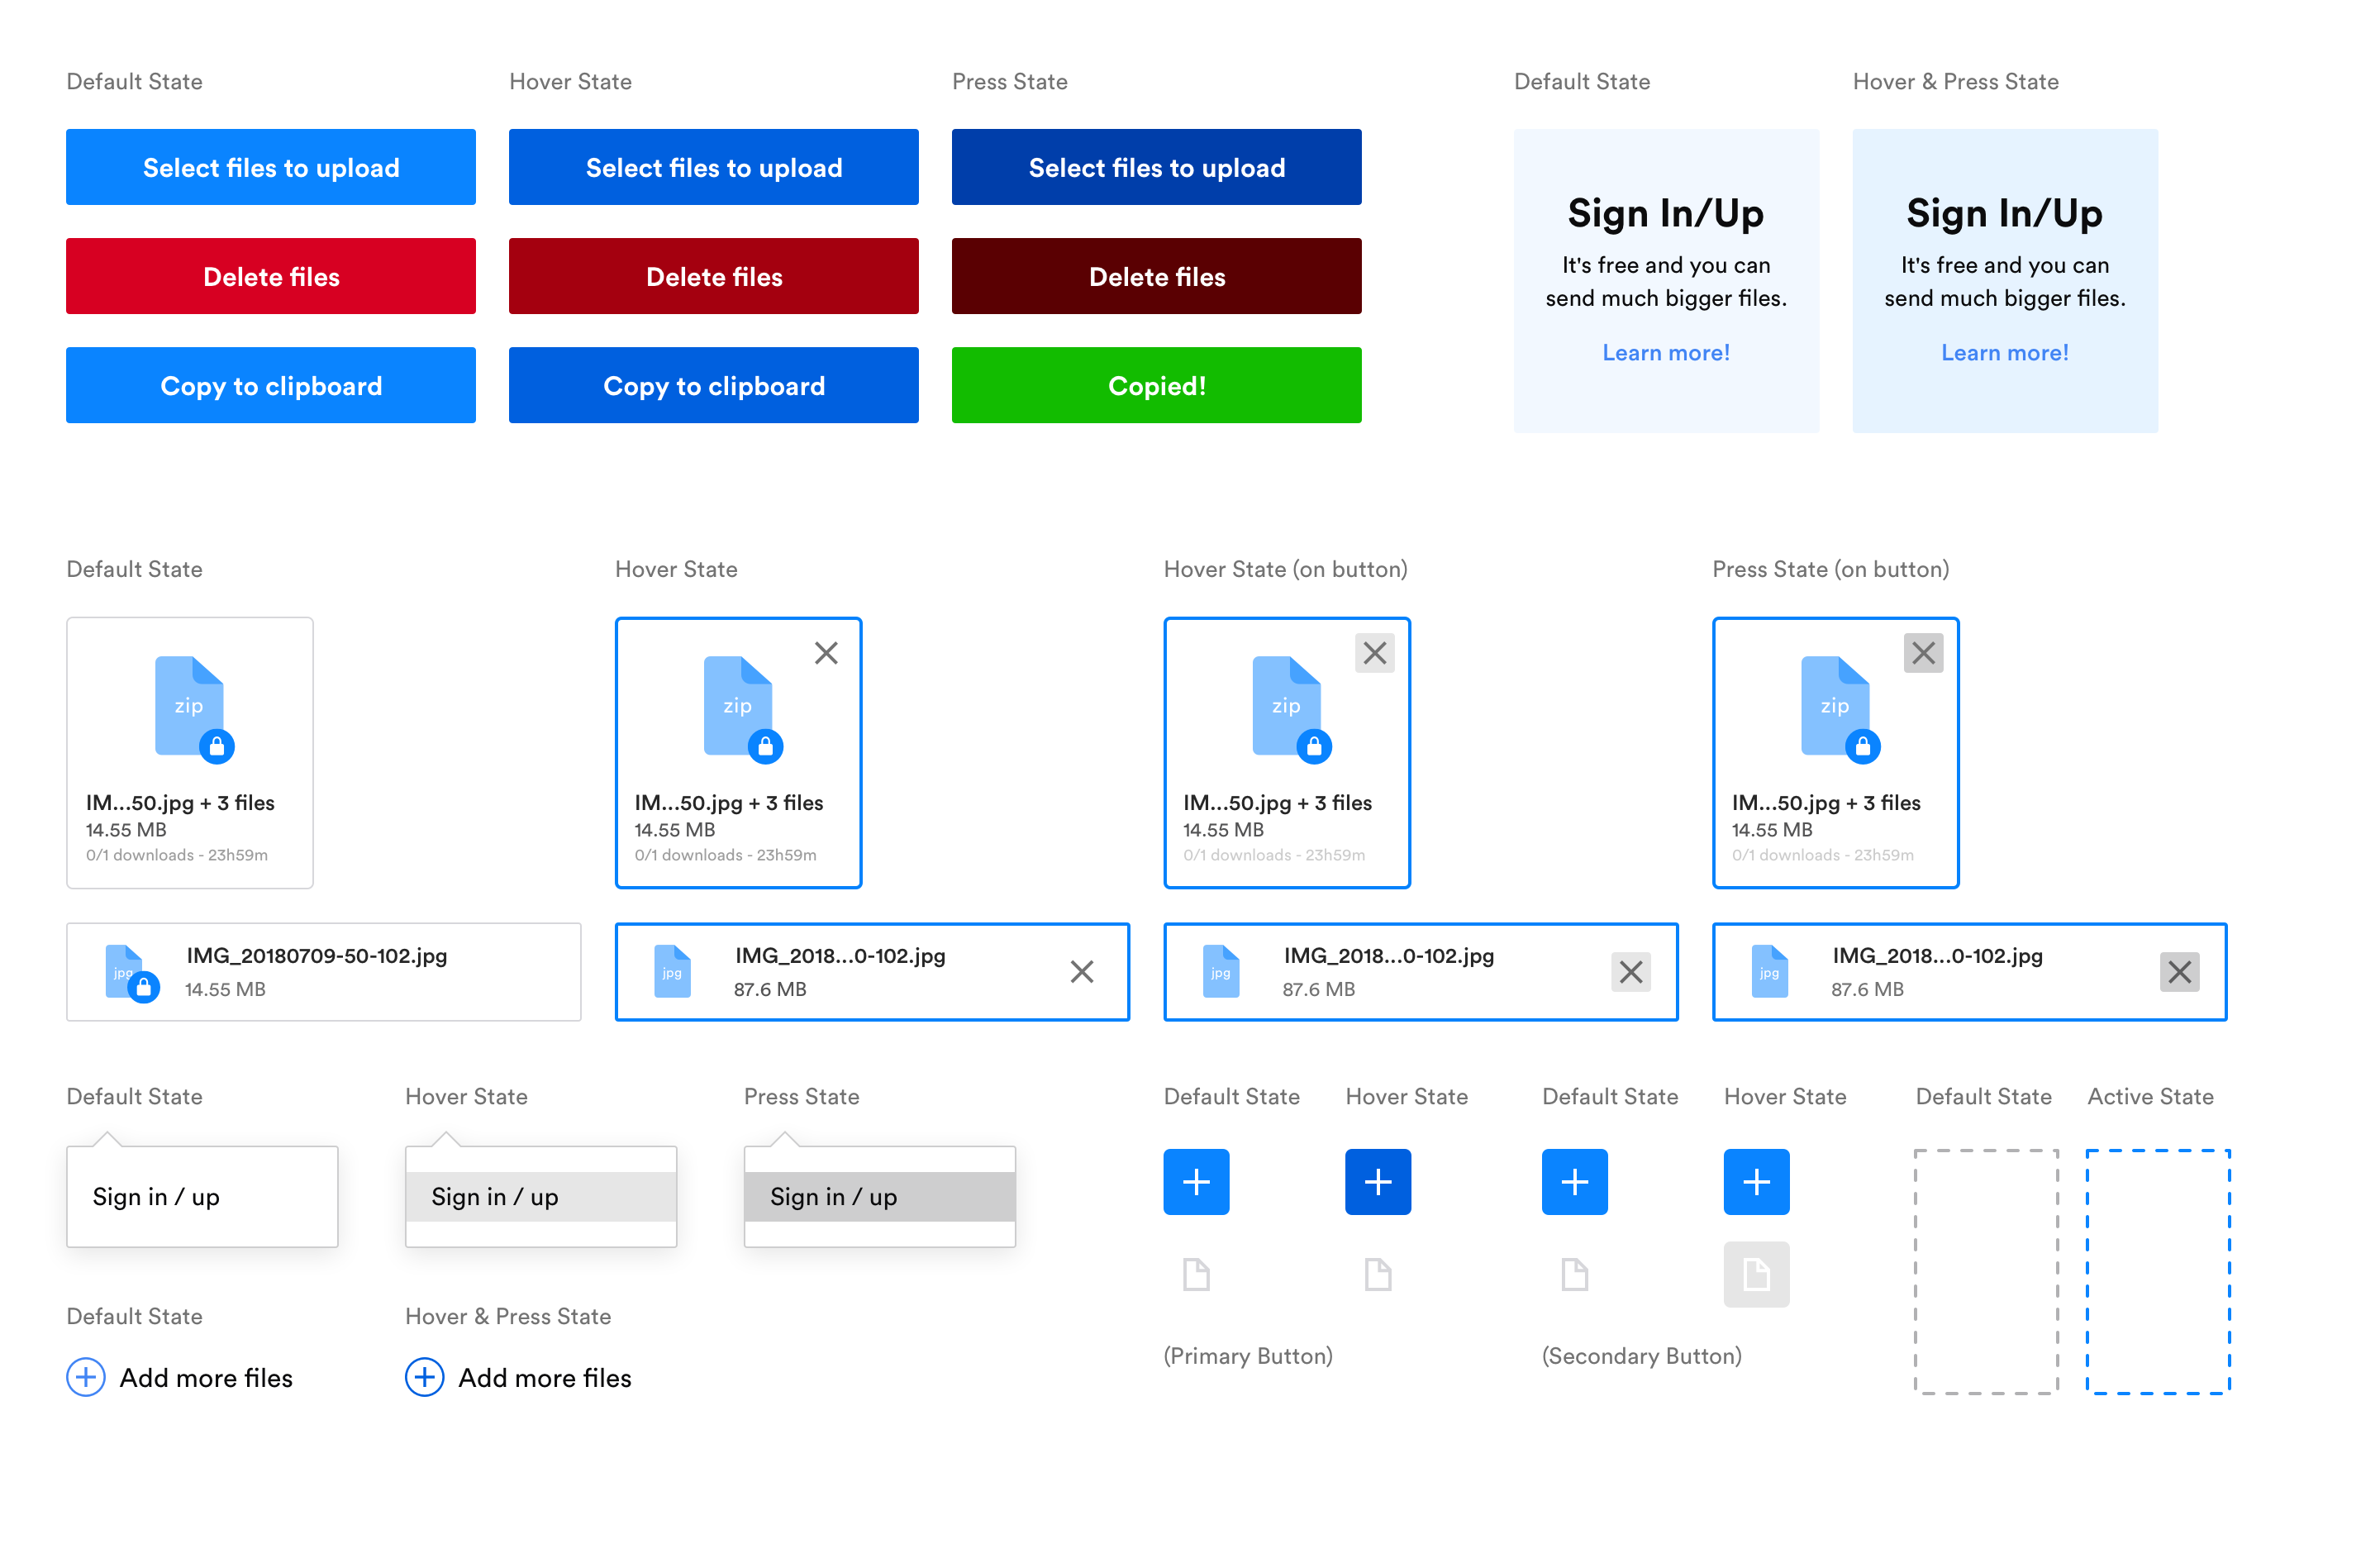 Default State
Hover State
Press State
Default State
Hover & Press State
Select files to upload
Select files to upload
Select files to upload
Delete files
Delete files
Delete files
Copy to clipboard
Copy to clipboard
Copied!
Sign In/Up
It's free and you can
send much bigger files.
Learn more!
Sign In/Up
It's free and you can
send much bigger files.
Learn more!
Default State
Hover State
Hover State (on button)
Press State (on button)
zip
IM...50.jpg + 3 files
14.55 MB
0/1 downloads - 23h59m
zip
IM...50.jpg + 3 files
14.55 MB
0/1 downloads - 23h59m
zip
IM...50.jpg + 3 files
14.55 MB
0/1 downloads - 23h59m
zip
IM...50.jpg + 3 files
14.55 MB
0/1 downloads - 23h59m
jpg
IMG_20180709-50-102.jpg
14.55 MB
jpg
IMG_2018...0-102.jpg
87.6 MB
jpg
IMG_2018...0-102.jpg
87.6 MB
jpg
IMG_2018...0-102.jpg
87.6 MB
Default State
Hover State
Press State
Sign in / up
Sign in / up
Sign in / up
Default State
Hover State
Default State
Hover State
Default State
Active State
(Primary Button)
(Secondary Button)
Default State
Hover & Press State
Add more files
Add more files